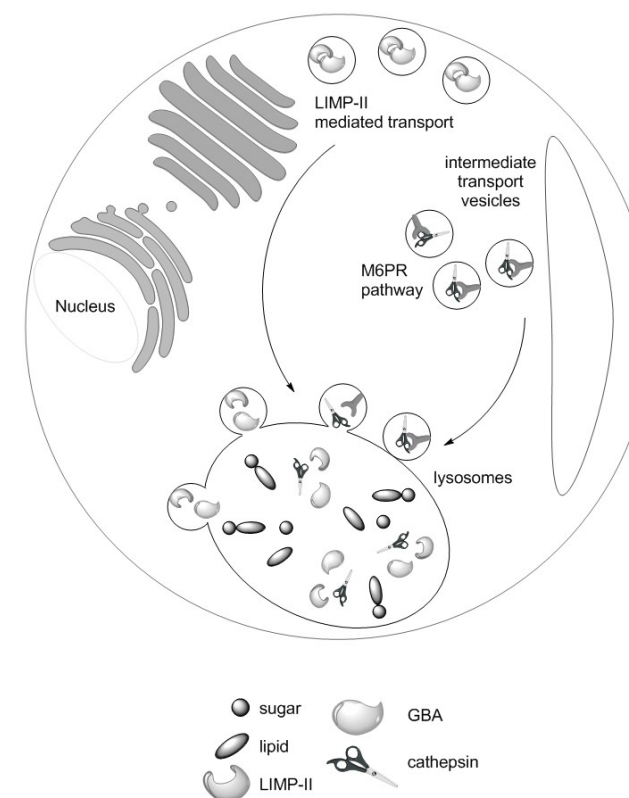 LIMP-II
mediated transport
intermediate
transport
vesicles
M6PR
pathway
Nucleus
lysosomes
sugar
GBA
lipid
cathepsin
LIMP-II